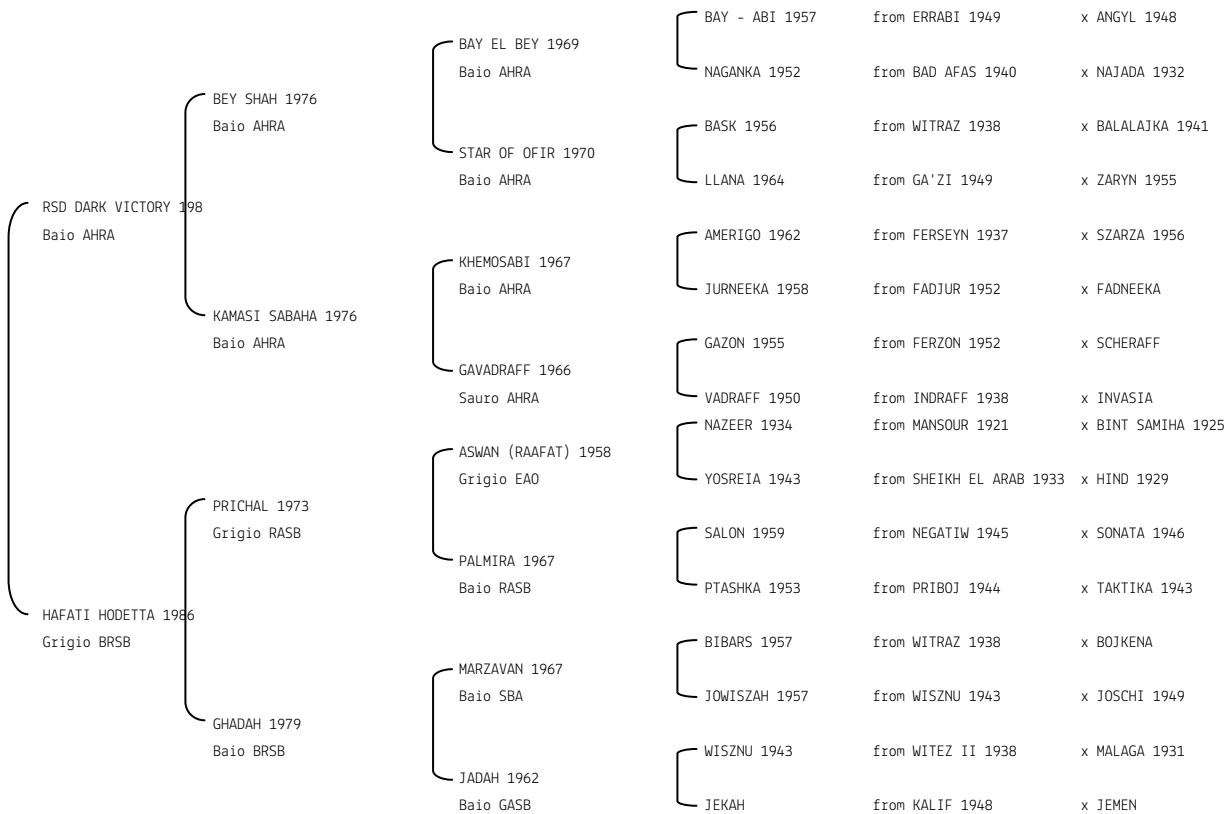 BAY - ABI 1957 from ERRABI 1949 x ANGYL 1948
BAY EL BEY 1969
Baio AHRA
NAGANKA 1952 from BAD AFAS 1940 x NAJADA 1932
BEY SHAH 1976
Baio AHRA
BASK 1956 from WITRAZ 1938 x BALALAJKA 1941
STAR OF OFIR 1970
Baio AHRA
LLANA 1964 from GA'ZI 1949 x ZARYN 1955
RSD DARK VICTORY 198
Baio AHRA
AMERIGO 1962 from FERSEYN 1937 x SZARZA 1956
KHEMOSABI 1967
Baio AHRA
JURNEEKA 1958 from FADJUR 1952 x FADNEEKA
KAMASI SABAHA 1976
Baio AHRA
GAZON 1955 from FERZON 1952 x SCHERAFF
GAVADRAFF 1966
Sauro AHRA
VADRAFF 1950 from INDRAFF 1938 x INVASIA
NAZEER 1934 from MANSOUR 1921 x BINT SAMIHA 1925
ASWAN (RAAFAT) 1958
Grigio EAO
YOSREIA 1943 from SHEIKH EL ARAB 1933 x HIND 1929
PRICHAL 1973
Grigio RASB
SALON 1959 from NEGATIW 1945 x SONATA 1946
PALMIRA 1967
Baio RASB
PTASHKA 1953 from PRIBOJ 1944 x TAKTIKA 1943
HAFATI HODETTA 1986
Grigio BRSB
BIBARS 1957 from WITRAZ 1938 x BOJKENA
MARZAVAN 1967
Baio SBA
JOWISZAH 1957 from WISZNU 1943 x JOSCHI 1949
GHADAH 1979
Baio BRSB
WISZNU 1943 from WITEZ II 1938 x MALAGA 1931
JADAH 1962
Baio GASB
JEKAH from KALIF 1948 x JEMEN